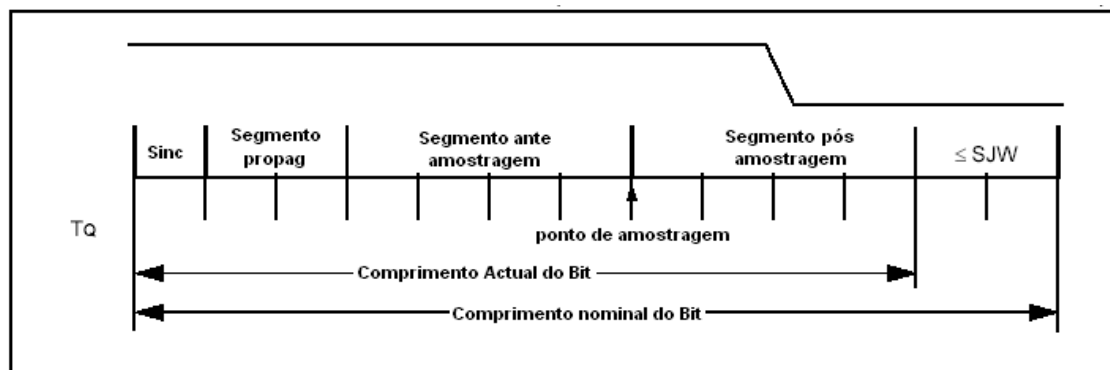 Sinc
Segmento
propag
Segmento ante
amostragem
Segmento pós
amostragem
≤ SJW
TQ
ponto de amostragem
Comprimento Actual do Bit
Comprimento nominal do Bit